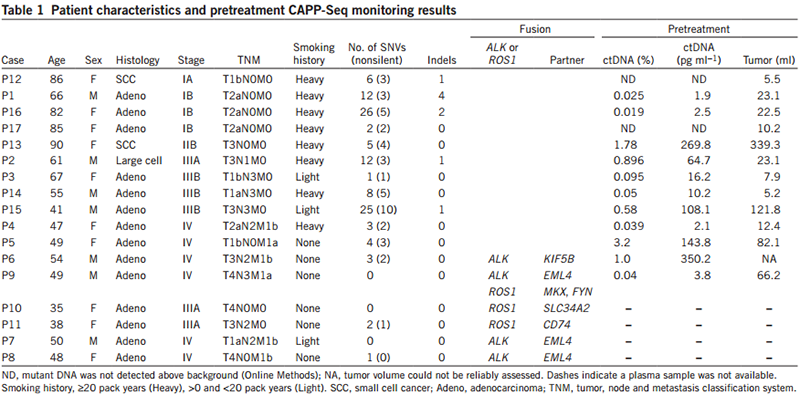 Table 1 Patient characteristics and pretreatment CAPP-Seq monitoring results
Fusion Pretreatment
Case Age Sex Histology Stage TNM Smoking history No. of SNVs (nonsilent) Indels ALK or ROS1 Partner ctDNA (%) ctDNA (pg ml–1) Tumor (ml)
P12 86 F SCC IA T1bN0M0 Heavy 6 (3) 1 ND ND 5.5
P1 66 M Adeno IB T2aN0M0 Heavy 12 (3) 4 0.025 1.9 23.1
P16 82 F Adeno IB T2aN0M0 Heavy 26 (5) 2 0.019 2.5 22.5
P17 85 F Adeno IB T2aN0M0 Heavy 2 (2) 0 ND ND 10.2
P13 90 F SCC IIB T3N0M0 Heavy 5 (4) 0 1.78 269.8 339.3
P2 61 M Large cell IIIA T3N1M0 Heavy 12 (3) 1 0.896 64.7 23.1
P3 67 F Adeno IIIB T1bN3M0 Light 1 (1) 0 0.095 16.2 7.9
P14 55 M Adeno IIIB T1aN3M0 Heavy 8 (5) 0 0.05 10.2 5.2
P15 41 M Adeno IIIB T3N3M0 Light 25 (10) 1 0.58 108.1 121.8
P4 47 F Adeno IV T2aN2M1b Heavy 3 (2) 0 0.039 2.1 12.4
P5 49 F Adeno IV T1bN0M1a None 4 (3) 0 3.2 143.8 82.1
P6 54 M Adeno IV T3N2M1b None 3 (2) 0 ALK KIF5B 1.0 350.2 NA
P9 49 M Adeno IV T4N3M1a None 0 0 ALK EML4 0.04 3.8 66.2
ROS1 MKX, FYN
P10 35 F Adeno IIIA T4N0M0 None 0 0 ROS1 SLC34A2 – – –
P11 38 F Adeno IIIA T3N2M0 None 2 (1) 0 ROS1 CD74 – – –
P7 50 M Adeno IV T1aN2M1b Light 0 0 ALK EML4 – – –
P8 48 F Adeno IV T4N0M1b None 1 (0) 0 ALK EML4 – – –
ND, mutant DNA was not detected above background (Online Methods); NA, tumor volume could not be reliably assessed. Dashes indicate a plasma sample was not available.
Smoking history, ≥20 pack years (Heavy), >0 and <20 pack years (Light). SCC, small cell cancer; Adeno, adenocarcinoma; TNM, tumor, node and metastasis classification system.